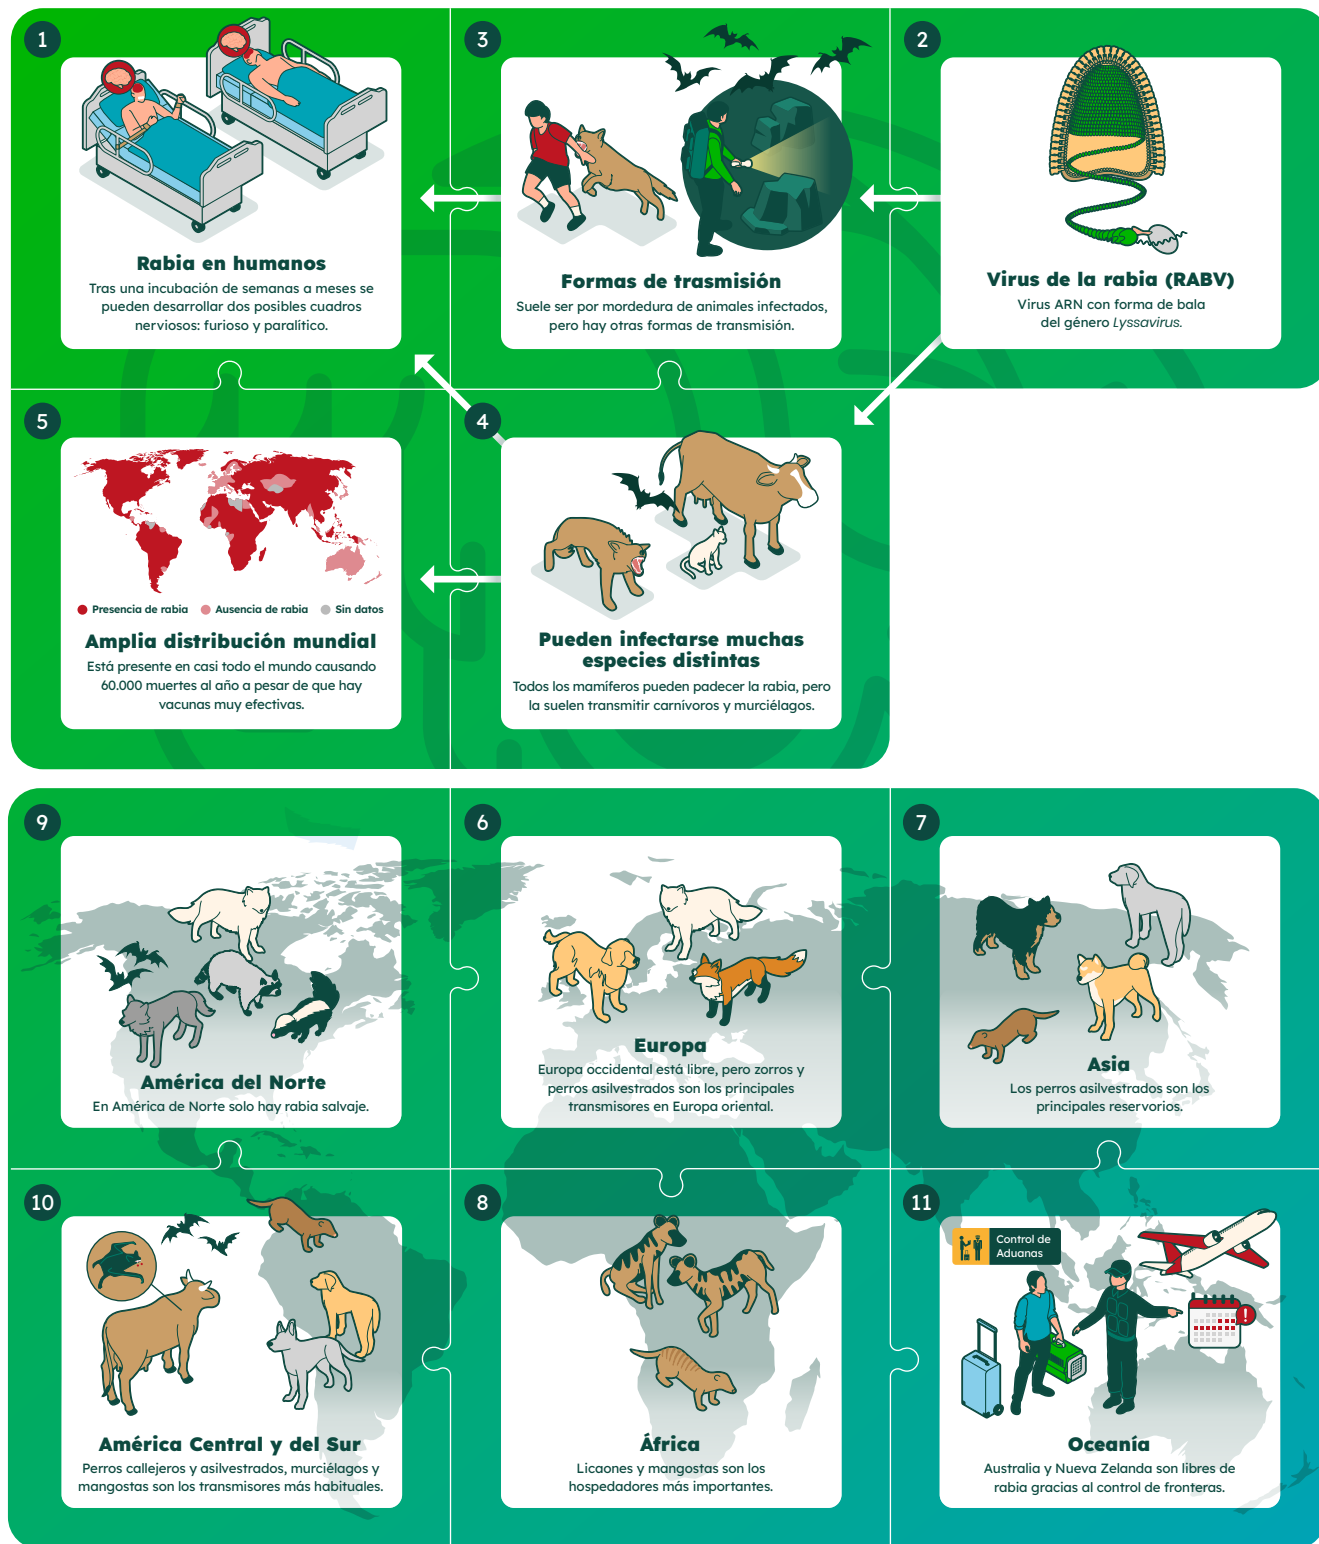 1
Rabia en humanos
Tras una incubación de semanas a meses se
pueden desarrollar dos posibles cuadros
nerviosos: furioso y paralítico.
3
Formas de trasmisión
Suele ser por mordedura de animales infectados,
pero hay otras formas de transmisión.
2
Virus de la rabia (RABV)
Virus ARN con forma de bala
del género Lyssavirus.
5
Presencia de rabia
Ausencia de rabia
Sin datos
Amplia distribución mundial
Está presente en casi todo el mundo causando
60.000 muertes al año a pesar de que hay
vacunas muy efectivas.
4
Pueden infectarse muchas
especies distintas
Todos los mamíferos pueden padecer la rabia, pero
la suelen transmitir carnívoros y murciélagos.
9
América del Norte
En América de Norte solo hay rabia salvaje.
6
Europa
Europa occidental está libre, pero zorros y
perros asilvestrados son los principales
transmisores en Europa oriental.
7
Asia
Los perros asilvestrados son los
principales reservorios.
10
América Central y del Sur
Perros callejeros y asilvestrados, murciélagos y
mangostas son los transmisores más habituales.
8
África
Licaones y mangostas son los
hospedadores más importantes.
11
Control de
Aduanas
!
Oceanía
Australia y Nueva Zelanda son libres de
rabia gracias al control de fronteras.